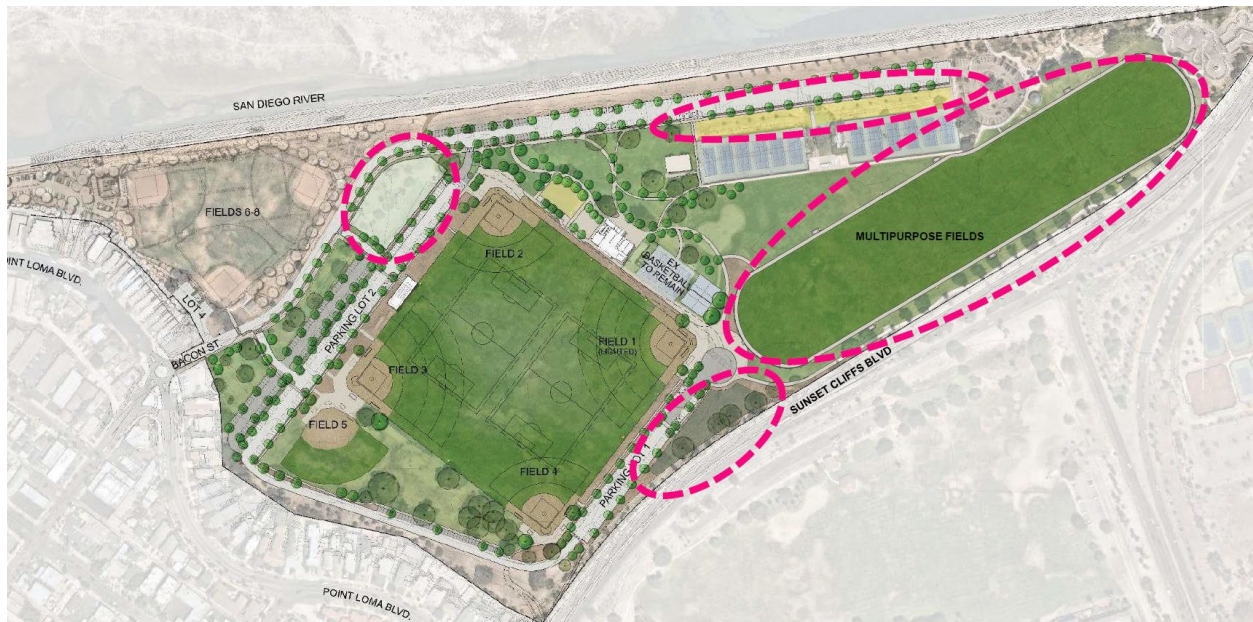 SAN DIEGO RIVER
FIELDS 6-8
POINT LOMA BLVD.
LOT 4
BACON ST
PARKING LOT 2
FIELD 2
EX
BASKETBALL
TO REMAIN
MULTIPURPOSE FIELDS
FIELD 1
(LIGHTED)
FIELD 3
SUNSET CLIFFS BLVD
FIELD 5
FIELD 4
PARKING LOT 1
POINT LOMA BLVD.